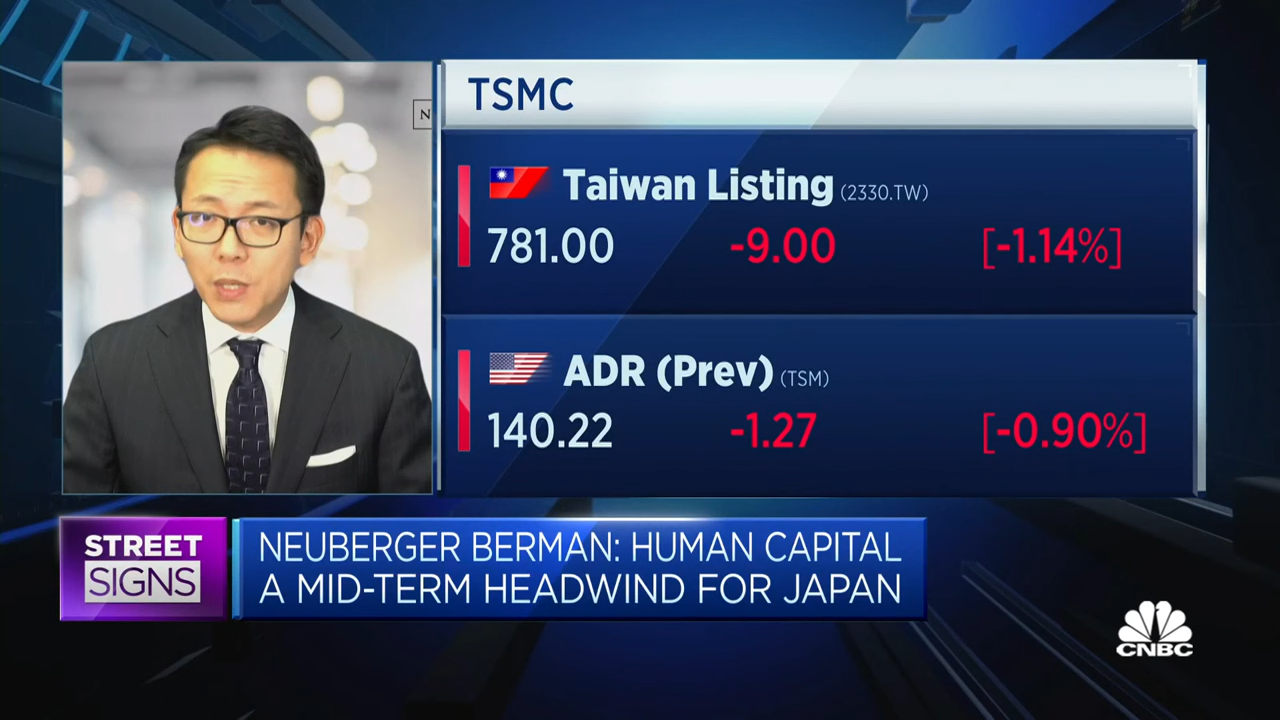 N
TSMC
Taiwan Listing (2330.TW)
781.00 -9.00 [-1.14%]
ADR (Prev) (TSM)
140.22 -1.27 [-0.90%]
STREET
SIGNS
NEUBERGER BERMAN: HUMAN CAPITAL
A MID-TERM HEADWIND FOR JAPAN
CNBC